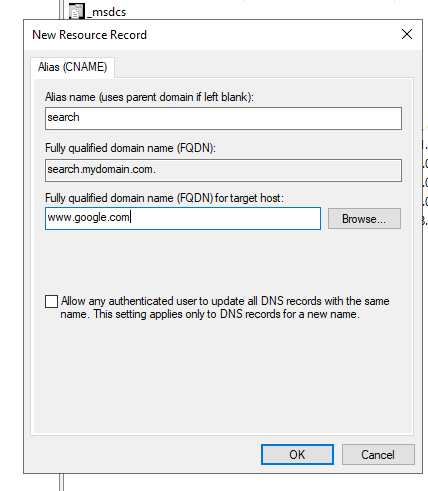 _msdcs
New Resource Record
Alias (CNAME)
Alias name (uses parent domain if left blank):
search
Fully qualified domain name (FQDN):
search.mydomain.com.
Fully qualified domain name (FQDN) for target host:
www.google.com
Browse...
Allow any authenticated user to update all DNS records with the same
name. This setting applies only to DNS records for a new name.
OK
Cancel